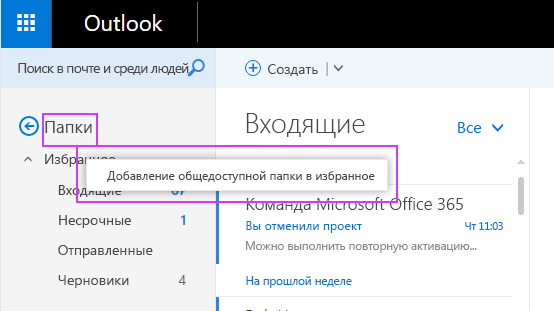 Outlook
Поиск в почте и среди людей
Создать
Папки
Входящие
Все
Избранное
Добавление общедоступной папки в избранное
Входящие 67
Команда Microsoft Office 365
Несрочные 1
Вы отменили проект Чт 11:03
Отправленные
Можно выполнить повторную активацию...
Черновики 4
На прошлой неделе